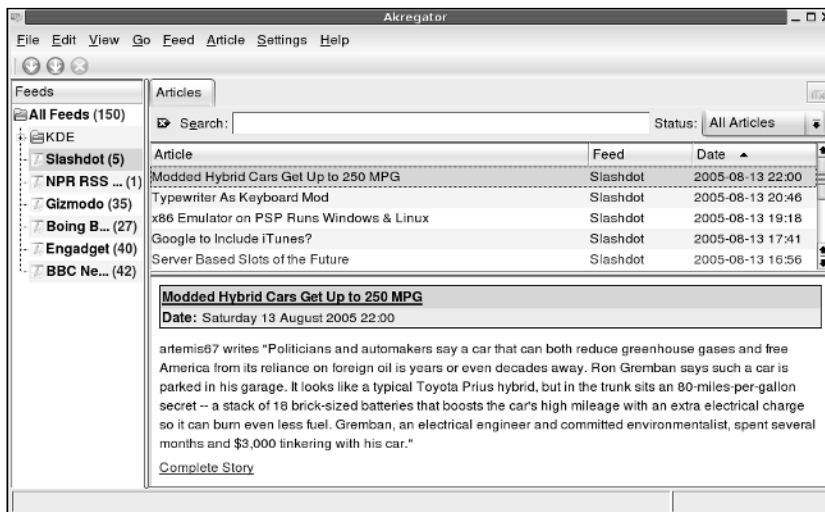 Akregator
File Edit View Go Feed Article Settings Help
Feeds
All Feeds (150)
KDE
Slashdot (5)
NPR RSS ... (1)
Gizmodo (35)
Boing B... (27)
Engadget (40)
BBC Ne... (42)
Articles
Search:
Status: All Articles
Article Feed Date
Modded Hybrid Cars Get Up to 250 MPG Slashdot 2005-08-13 22:00
Typewriter As Keyboard Mod Slashdot 2005-08-13 20:46
x86 Emulator on PSP Runs Windows & Linux Slashdot 2005-08-13 19:18
Google to Include iTunes? Slashdot 2005-08-13 17:41
Server Based Slots of the Future Slashdot 2005-08-13 16:56
Modded Hybrid Cars Get Up to 250 MPG
Date: Saturday 13 August 2005 22:00
artemis67 writes "Politicians and automakers say a car that can both reduce greenhouse gases and free
America from its reliance on foreign oil is years or even decades away. Ron Gremban says such a car is
parked in his garage. It looks like a typical Toyota Prius hybrid, but in the trunk sits an 80-miles-per-gallon
secret -- a stack of 18 brick-sized batteries that boosts the car's high mileage with an extra electrical charge
so it can burn even less fuel. Gremban, an electrical engineer and committed environmentalist, spent several
months and $3,000 tinkering with his car."
Complete Story